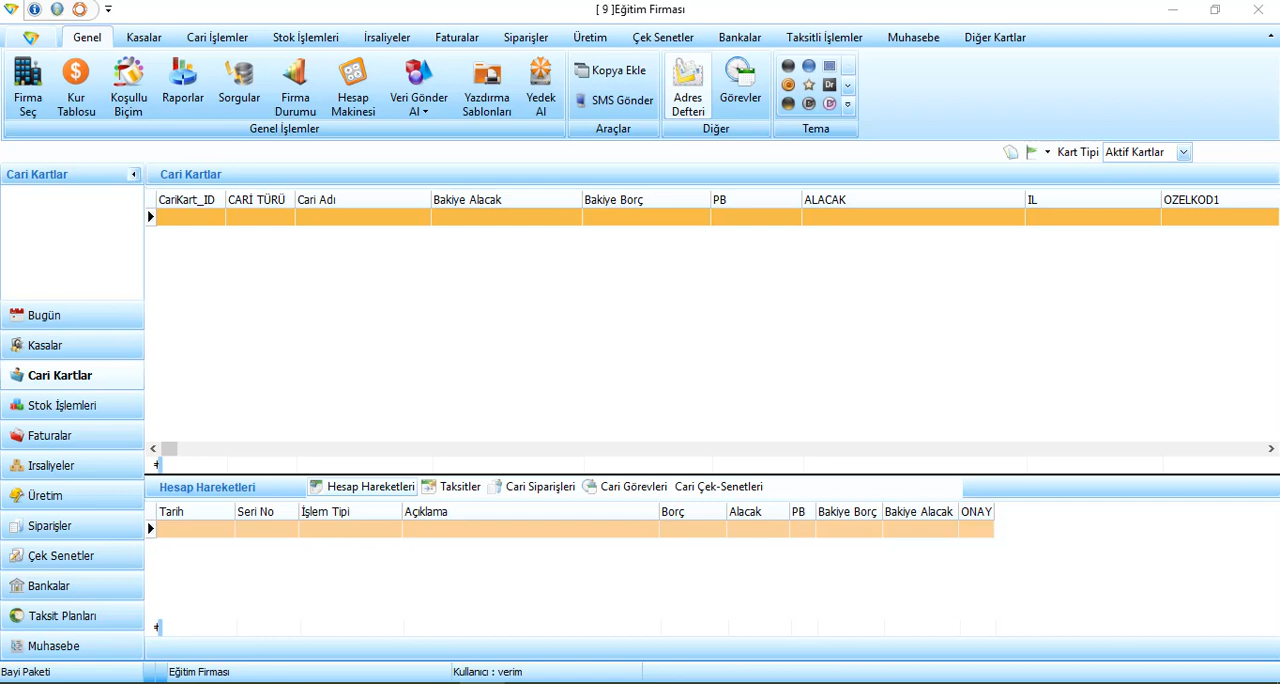 [ 9 ]Eğitim Firması
Genel Kasalar Cari İşlemler Stok İşlemleri İrsaliyeler Faturalar Siparişler Üretim Çek Senetler Bankalar Taksitli İşlemler Muhasebe Diğer Kartlar
Firma Seç
Kur Tablosu
Koşullu Biçim
Raporlar
Sorgular
Firma Durumu
Hesap Makinesi
Veri Gönder Al
Yazdırma Sablonları
Yedek Al
Genel İşlemler
Kopya Ekle
SMS Gönder
Araçlar
Adres Defteri
Görevler
Diğer
Dr
Tema
Kart Tipi Aktif Kartlar
Cari Kartlar
Cari Kartlar
CariKart_ID CARİ TÜRÜ Cari Adı Bakiye Alacak Bakiye Borç PB ALACAK IL OZELKOD1
Bugün
Kasalar
Cari Kartlar
Stok İşlemleri
Faturalar
Irsaliyeler
Üretim
Siparişler
Çek Senetler
Bankalar
Taksit Planları
Muhasebe
Hesap Hareketleri Hesap Hareketleri Taksitler Cari Siparişleri Cari Görevleri Cari Çek-Senetleri
Tarih Seri No İşlem Tipi Açıklama Borç Alacak PB Bakiye Borç Bakiye Alacak ONAY
Bayi Paketi Eğitim Firması Kullanıcı : verim